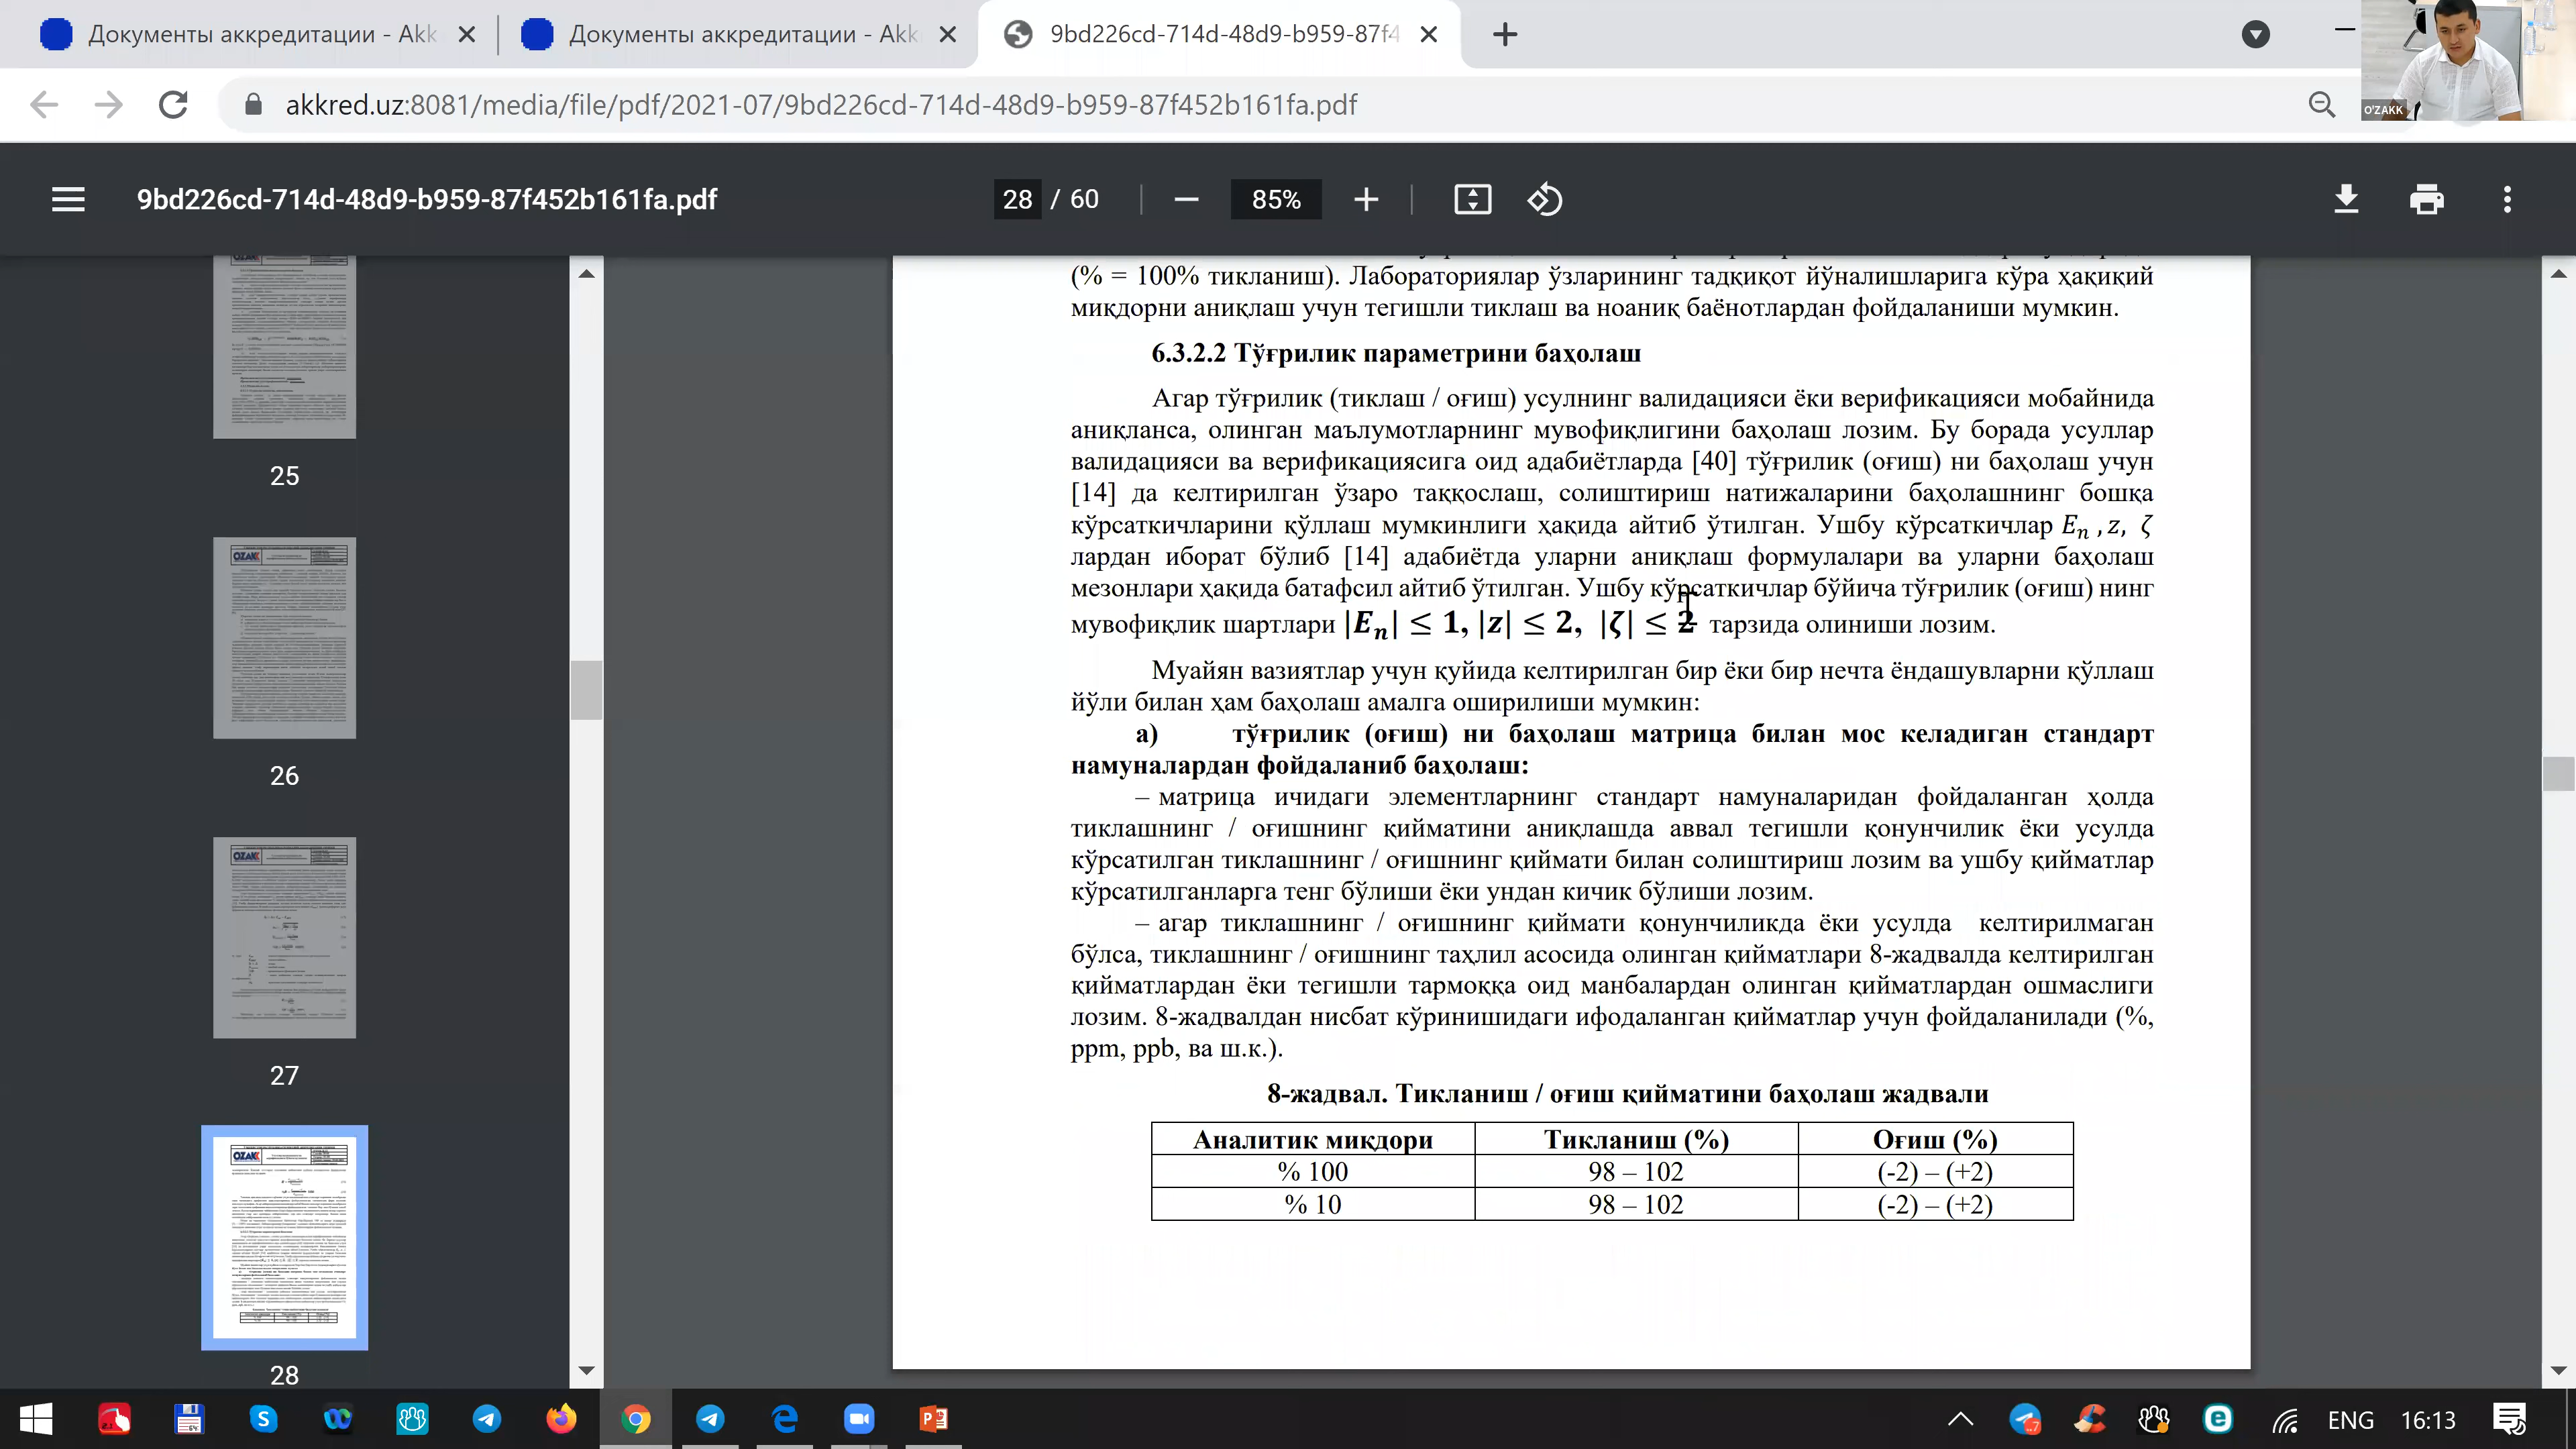 Документы аккредитации - Akk
Документы аккредитации - Akk
9bd226cd-714d-48d9-b959-87f4
akkred.uz:8081/media/file/pdf/2021-07/9bd226cd-714d-48d9-b959-87f452b161fa.pdf
O'ZAKK
9bd226cd-714d-48d9-b959-87f452b161fa.pdf
28 / 60
85%
25
OZAKK
26
OZAKK
27
OZAKK
28
(% = 100% тикланиш). Лабораториялар ўзларининг тадқиқот йўналишларига кўра ҳақиқий
миқдорни аниқлаш учун тегишли тиклаш ва ноаниқ баёнотлардан фойдаланиши мумкин.
6.3.2.2 Тўғрилик параметрини баҳолаш
Агар тўғрилик (тиклаш / оғиш) усулнинг валидацияси ёки верификацияси мобайнида
аниқланса, олинган маълумотларнинг мувофиқлигини баҳолаш лозим. Бу борада усуллар
валидацияси ва верификациясига оид адабиётларда [40] тўғрилик (оғиш) ни баҳолаш учун
[14] да келтирилган ўзаро таққослаш, солиштириш натижаларини баҳолашнинг бошқа
кўрсаткичларини қўллаш мумкинлиги ҳақида айтиб ўтилган. Ушбу кўрсаткичлар Eₙ , z, ζ
лардан иборат бўлиб [14] адабиётда уларни аниқлаш формулалари ва уларни баҳолаш
мезонлари ҳақида батафсил айтиб ўтилган. Ушбу кўрсаткичлар бўйича тўғрилик (оғиш) нинг
мувофиқлик шартлари |Eₙ| ≤ 1, |z| ≤ 2, |ζ| ≤ 2 тарзида олиниши лозим.
Муайян вазиятлар учун қуйида келтирилган бир ёки бир нечта ёндашувларни қўллаш
йўли билан ҳам баҳолаш амалга оширилиши мумкин:
а) тўғрилик (оғиш) ни баҳолаш матрица билан мос келадиган стандарт
намуналардан фойдаланиб баҳолаш:
– матрица ичидаги элементларнинг стандарт намуналаридан фойдаланган ҳолда
тиклашнинг / оғишнинг қийматини аниқлашда аввал тегишли қонунчилик ёки усулда
кўрсатилган тиклашнинг / оғишнинг қиймати билан солиштириш лозим ва ушбу қийматлар
кўрсатилганларга тенг бўлиши ёки ундан кичик бўлиши лозим.
– агар тиклашнинг / оғишнинг қиймати қонунчиликда ёки усулда келтирилмаган
бўлса, тиклашнинг / оғишнинг таҳлил асосида олинган қийматлари 8-жадвалда келтирилган
қийматлардан ёки тегишли тармоққа оид манбалардан олинган қийматлардан ошмаслиги
лозим. 8-жадвалдан нисбат кўринишидаги ифодаланган қийматлар учун фойдаланилади (%,
ppm, ppb, ва ш.к.).
8-жадвал. Тикланиш / оғиш қийматини баҳолаш жадвали
Аналитик миқдори Тикланиш (%) Оғиш (%)
% 100 98 – 102 (-2) – (+2)
% 10 98 – 102 (-2) – (+2)
ENG 16:13